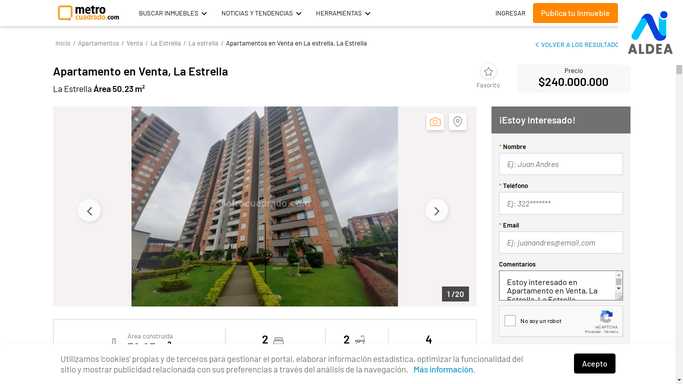 metro
cuadrado.com
BUSCAR INMUEBLES
NOTICIAS Y TENDENCIAS
HERRAMIENTAS
INGRESAR
Publica tu Inmueble
ALDEA
Inicio / Apartamentos / Venta / La Estrella / La estrella / Apartamentos en Venta en La estrella, La Estrella
< VOLVER A LOS RESULTADO
Apartamento en Venta, La Estrella
La Estrella Área 50,23 m²
Favorito
Precio
$240.000.000
1 / 20
¡Estoy Interesado!
* Nombre
Ej: Juan Andres
* Teléfono
Ej: 322*******
* Email
Ej: juanandres@email.com
Comentarios
Estoy interesado en
Apartamento en Venta, La
Estrella, La Estrella
No soy un robot
reCAPTCHA
Privacidad - Términos
Área construida
2
2
4
Utilizamos 'cookies' propias y de terceros para gestionar el portal, elaborar información estadística, optimizar la funcionalidad del
sitio y mostrar publicidad relacionada con sus preferencias a través del análisis de la navegación. Más información.
Acepto